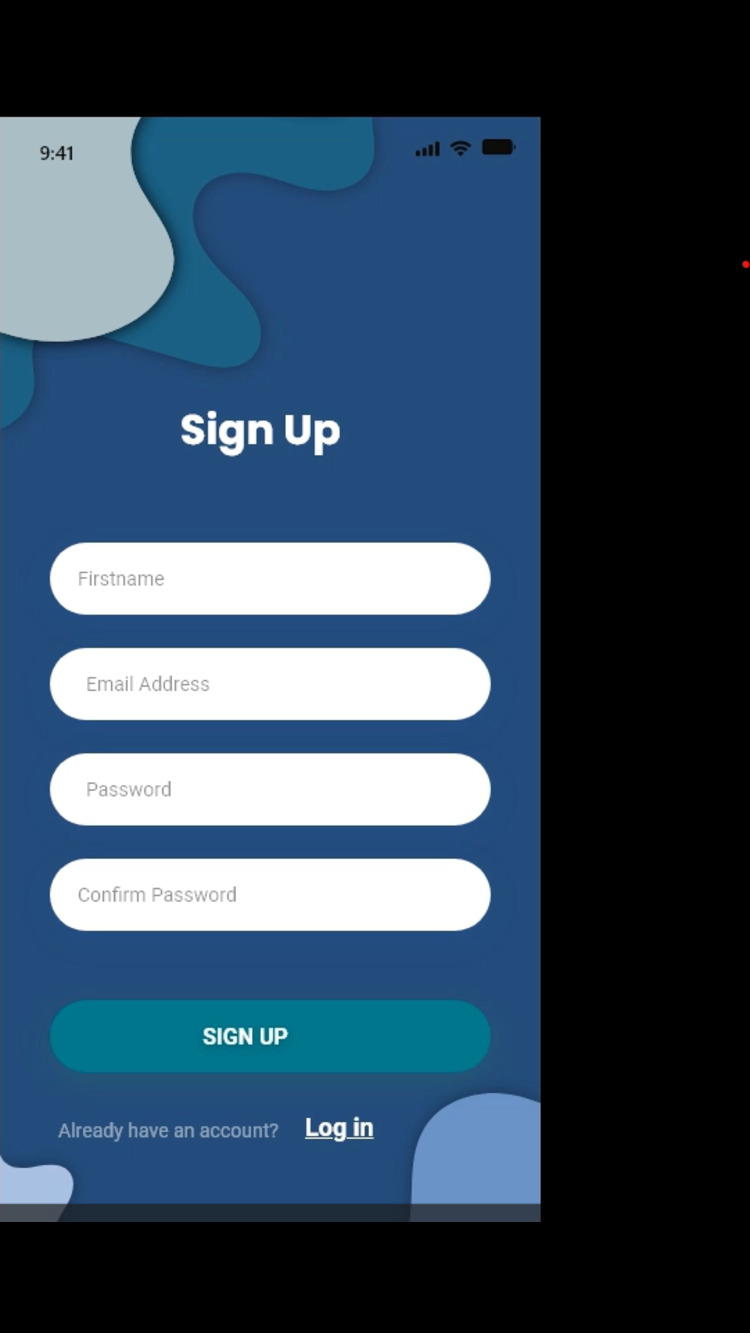 9:41
Sign Up
Firstname
Email Address
Password
Confirm Password
SIGN UP
Already have an account? Log in